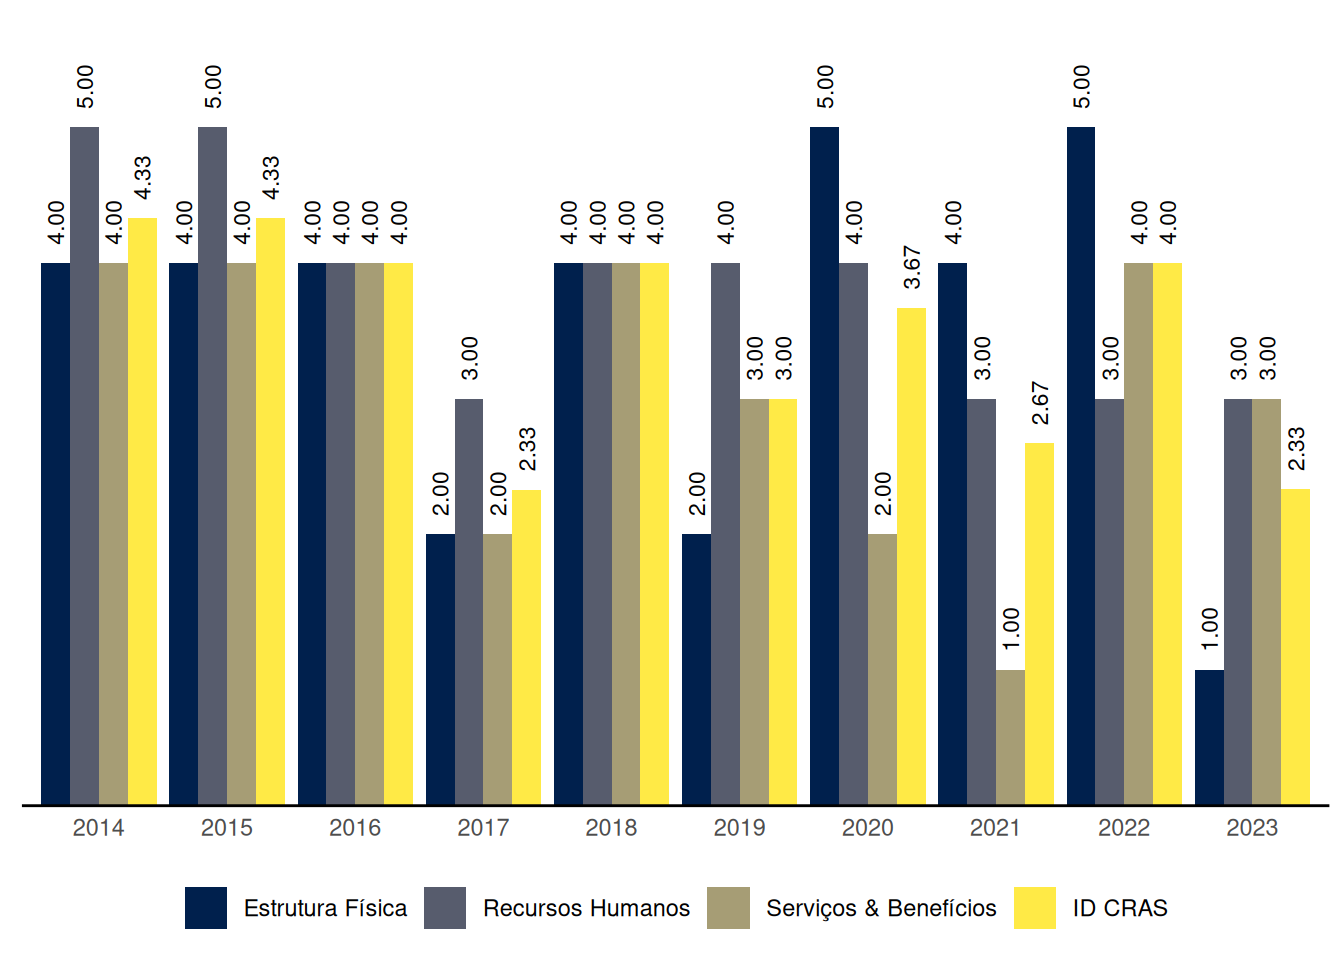 4.00 5.00 4.00 4.33 4.00 5.00 4.00 4.33 4.00 4.00 4.00 4.00 2.00 3.00 2.00 2.33 4.00 4.00 4.00 4.00 2.00 4.00 3.00 3.00 5.00 4.00 2.00 3.67 4.00 3.00 1.00 2.67 5.00 3.00 4.00 4.00 1.00 3.00 3.00 2.33
2014 2015 2016 2017 2018 2019 2020 2021 2022 2023
Estrutura Física Recursos Humanos Serviços & Benefícios ID CRAS